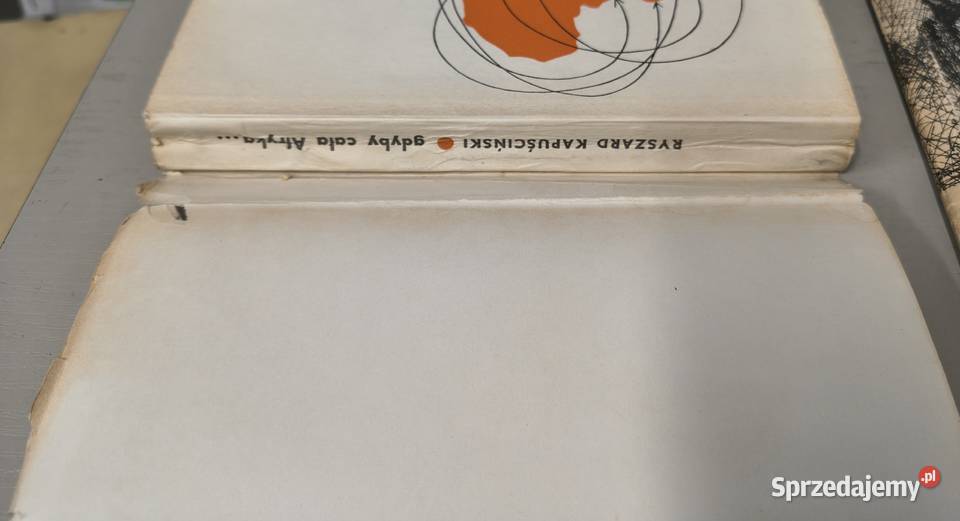 RYSZARD KAPUŚCIŃSKI gdyby cała Afryka...
Sprzedajemy.pl